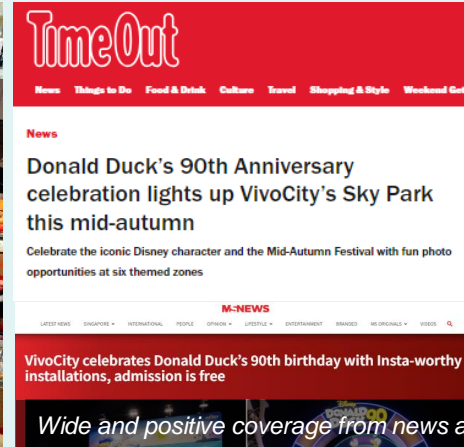 TimeOut
News Things to Do Food & Drink Culture Travel Shopping & Style Weekend Get
News
Donald Duck’s 90th Anniversary
celebration lights up VivoCity’s Sky Park
this mid-autumn
Celebrate the iconic Disney character and the Mid-Autumn Festival with fun photo
opportunities at six themed zones
M NEWS
LATEST NEWS SINGAPORE INTERNATIONAL PEOPLE OPINION LIFESTYLE ENTERTAINMENT BRANDED MS ORIGINALS VIDEOS
VivoCity celebrates Donald Duck’s 90th birthday with Insta-worthy
installations, admission is free
DONALD 90
Wide and positive coverage from news a